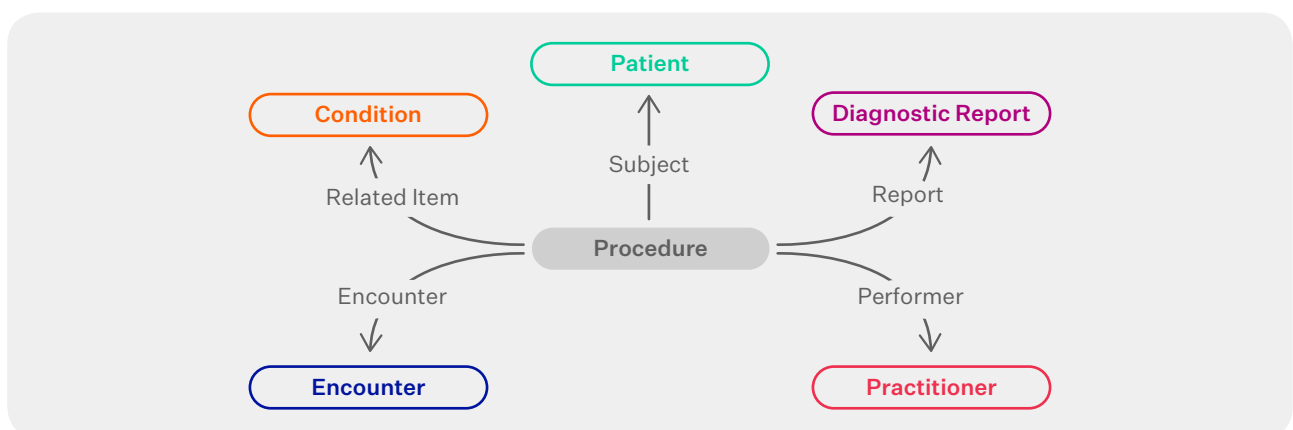 Patient
Condition
Diagnostic Report
Subject
Related Item
Report
Procedure
Encounter
Performer
Encounter
Practitioner